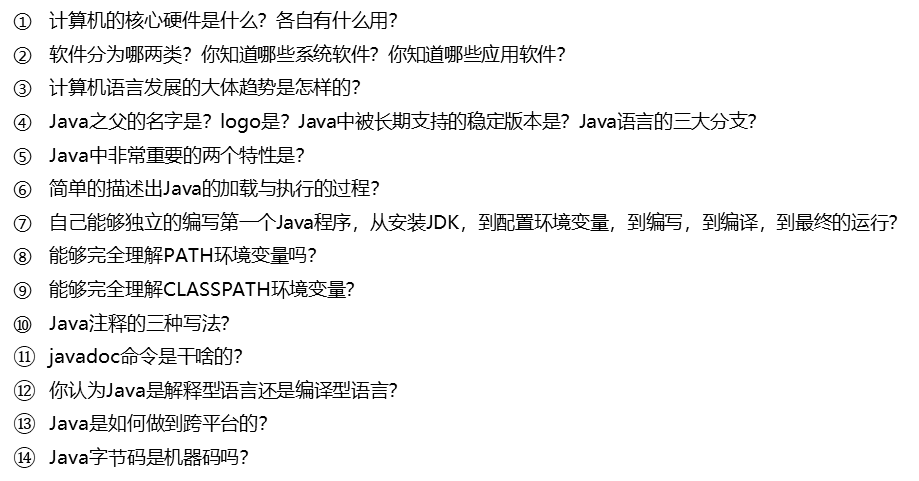 ① 计算机的核心硬件是什么？各自有什么用？
② 软件分为哪两类？你知道哪些系统软件？你知道哪些应用软件？
③ 计算机语言发展的大体趋势是怎样的？
④ Java之父的名字是？logo是？Java中被长期支持的稳定版本是？Java语言的三大分支？
⑤ Java中非常重要的两个特性是？
⑥ 简单的描述出Java的加载与执行的过程？
⑦ 自己能够独立的编写第一个Java程序，从安装JDK，到配置环境变量，到编写，到编译，到最终的运行？
⑧ 能够完全理解PATH环境变量吗？
⑨ 能够完全理解CLASSPATH环境变量？
⑩ Java注释的三种写法？
⑪ javadoc命令是干啥的？
⑫ 你认为Java是解释型语言还是编译型语言？
⑬ Java是如何做到跨平台的？
⑭ Java字节码是机器码吗？